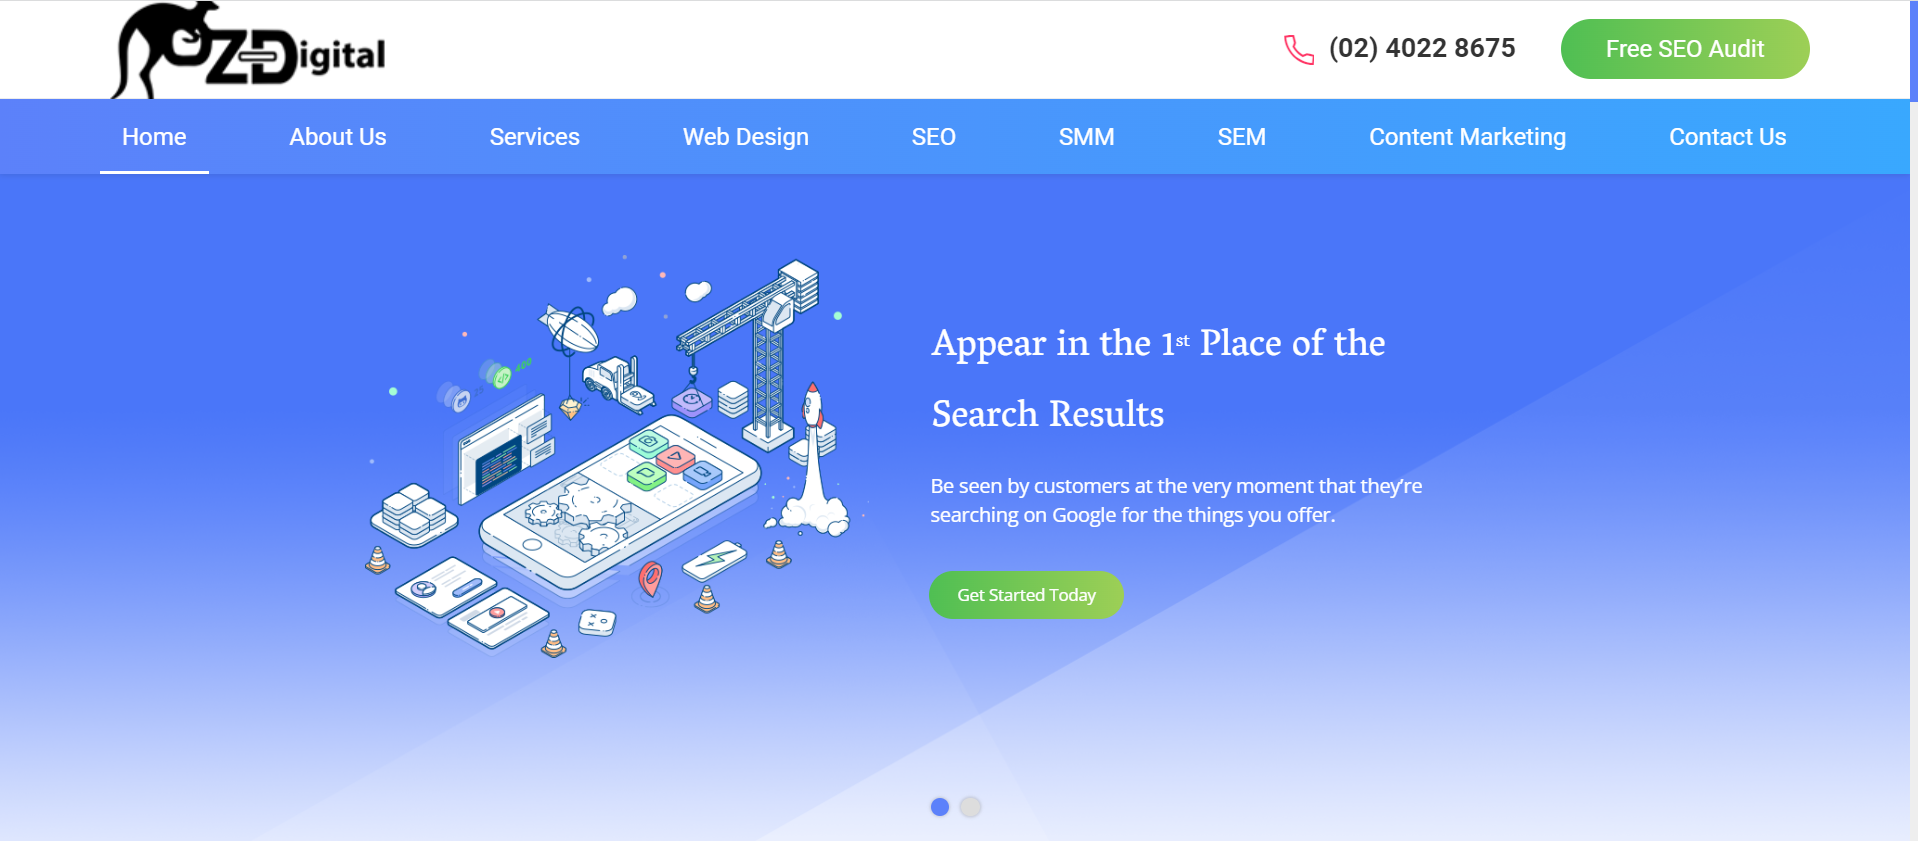 OZDigital
(02) 4022 8675
Free SEO Audit
Home About Us Services Web Design SEO SMM SEM Content Marketing Contact Us
Appear in the 1st Place of the
Search Results
Be seen by customers at the very moment that they're
searching on Google for the things you offer.
Get Started Today
400